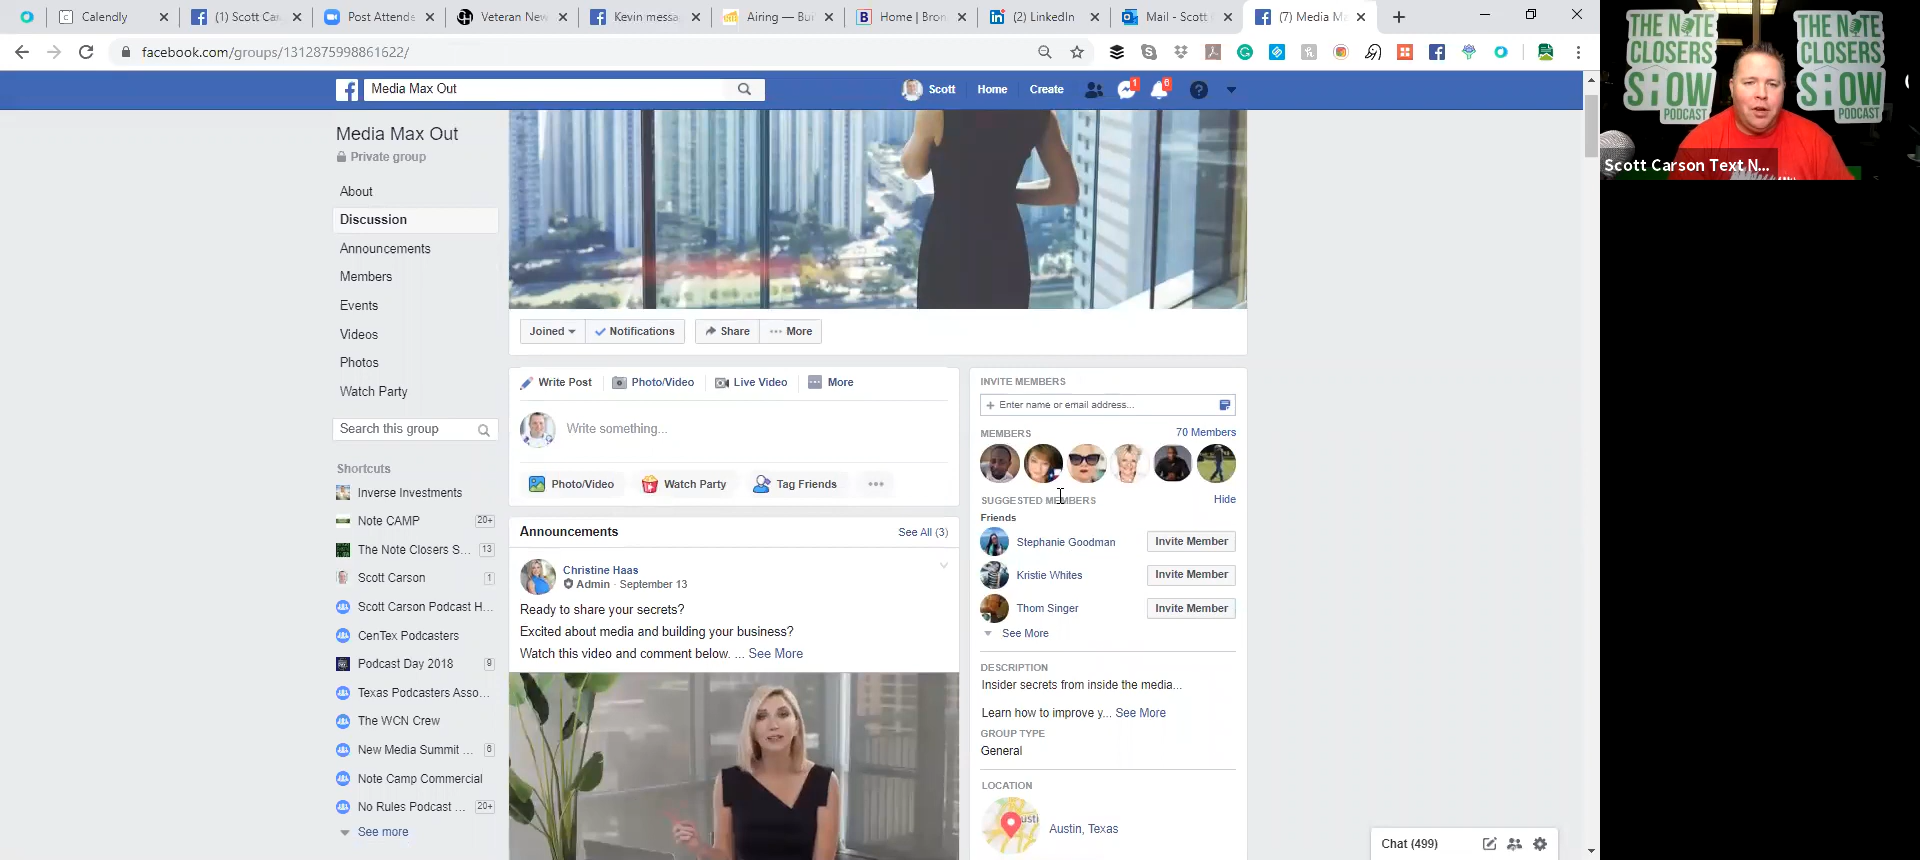 Calendly
(1) Scott Car
Post Attende
Veteran New
Kevin messa
Airing — Bu
Home | Bron
(2) LinkedIn
Mail - Scott
(7) Media Ma
facebook.com/groups/1312875998861622/
Media Max Out
Scott
Home
Create
1
6
Media Max Out
Private group
About
Discussion
Announcements
Members
Events
Videos
Photos
Watch Party
Search this group
Shortcuts
Inverse Investments
Note CAMP 20+
The Note Closers S... 13
Scott Carson 1
Scott Carson Podcast H...
CenTex Podcasters
Podcast Day 2018 9
Texas Podcasters Asso...
The WCN Crew
New Media Summit ... 6
Note Camp Commercial
No Rules Podcast ... 20+
See more
Joined
Notifications
Share
More
Write Post
Photo/Video
Live Video
More
Write something...
Photo/Video
Watch Party
Tag Friends
Announcements
See All (3)
Christine Haas
Admin · September 13
Ready to share your secrets?
Excited about media and building your business?
Watch this video and comment below. ... See More
INVITE MEMBERS
Enter name or email address...
MEMBERS
70 Members
SUGGESTED MEMBERS
Hide
Friends
Stephanie Goodman
Invite Member
Kristie Whites
Invite Member
Thom Singer
Invite Member
See More
DESCRIPTION
Insider secrets from inside the media...
Learn how to improve y... See More
GROUP TYPE
General
LOCATION
Austin, Texas
Chat (499)
THE NOTE
CLOSERS
SHOW
PODCAST
THE NOTE
CLOSERS
SHOW
PODCAST
Scott Carson Text N...